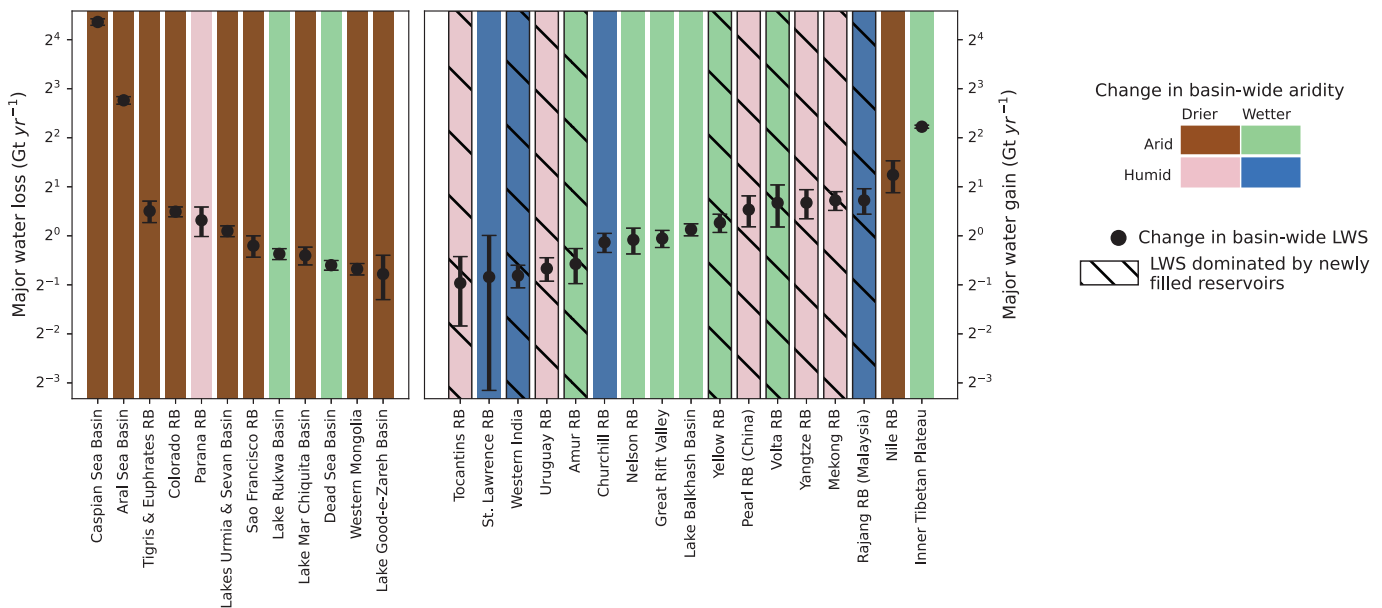 Major water loss (Gt yr⁻¹)
2⁴
2³
2²
2¹
2⁰
2⁻¹
2⁻²
2⁻³
Caspian Sea Basin
Aral Sea Basin
Tigris & Euphrates RB
Colorado RB
Parana RB
Lakes Urmia & Sevan Basin
Sao Francisco RB
Lake Rukwa Basin
Lake Mar Chiquita Basin
Dead Sea Basin
Western Mongolia
Lake Good-e-Zareh Basin
Tocantins RB
St. Lawrence RB
Western India
Uruguay RB
Amur RB
Churchill RB
Nelson RB
Great Rift Valley
Lake Balkhash Basin
Yellow RB
Pearl RB (China)
Volta RB
Yangtze RB
Mekong RB
Rajang RB (Malaysia)
Nile RB
Inner Tibetan Plateau
2⁴
2³
2²
2¹
2⁰
2⁻¹
2⁻²
2⁻³
Major water gain (Gt yr⁻¹)
Change in basin-wide aridity
Drier Wetter
Arid
Humid
Change in basin-wide LWS
LWS dominated by newly
filled reservoirs